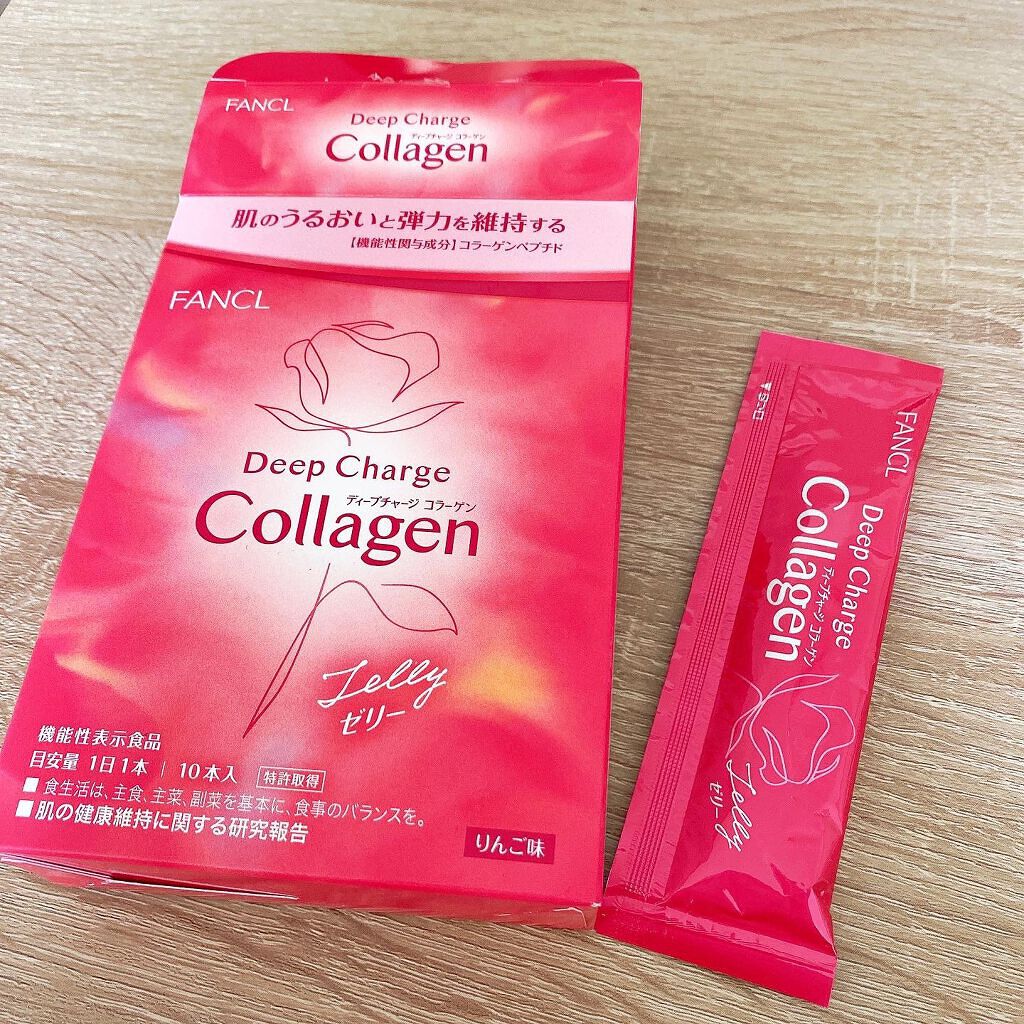 FANCL
Deep Charge
ディープチャージ コラーゲン
Collagen
肌のうるおいと弾力を維持する
【機能性関与成分】コラーゲンペプチド
FANCL
Deep Charge
ディープチャージ コラーゲン
Collagen
Jelly
ゼリー
機能性表示食品
目安量 1日1本 | 10本入 特許取得
■ 食生活は、主食、主菜、副菜を基本に、食事のバランスを。
■ 肌の健康維持に関する研究報告
りんご味
FANCL
Deep Charge
ディープチャージ コラーゲン
Collagen
Jelly
ゼリー